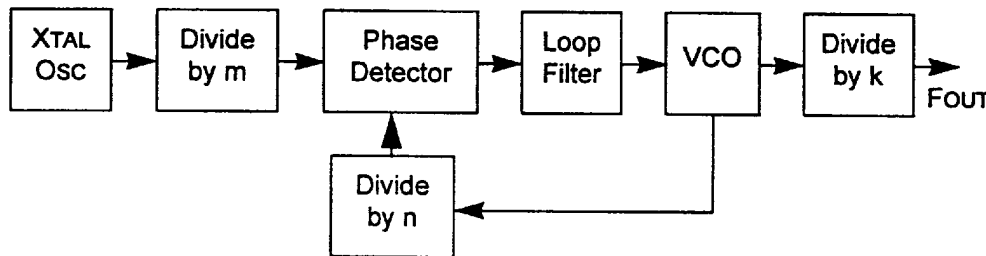 XTAL
OSC
Divide
by m
Phase
Detector
Loop
Filter
VCO
Divide
by k
FOUT
Divide
by n